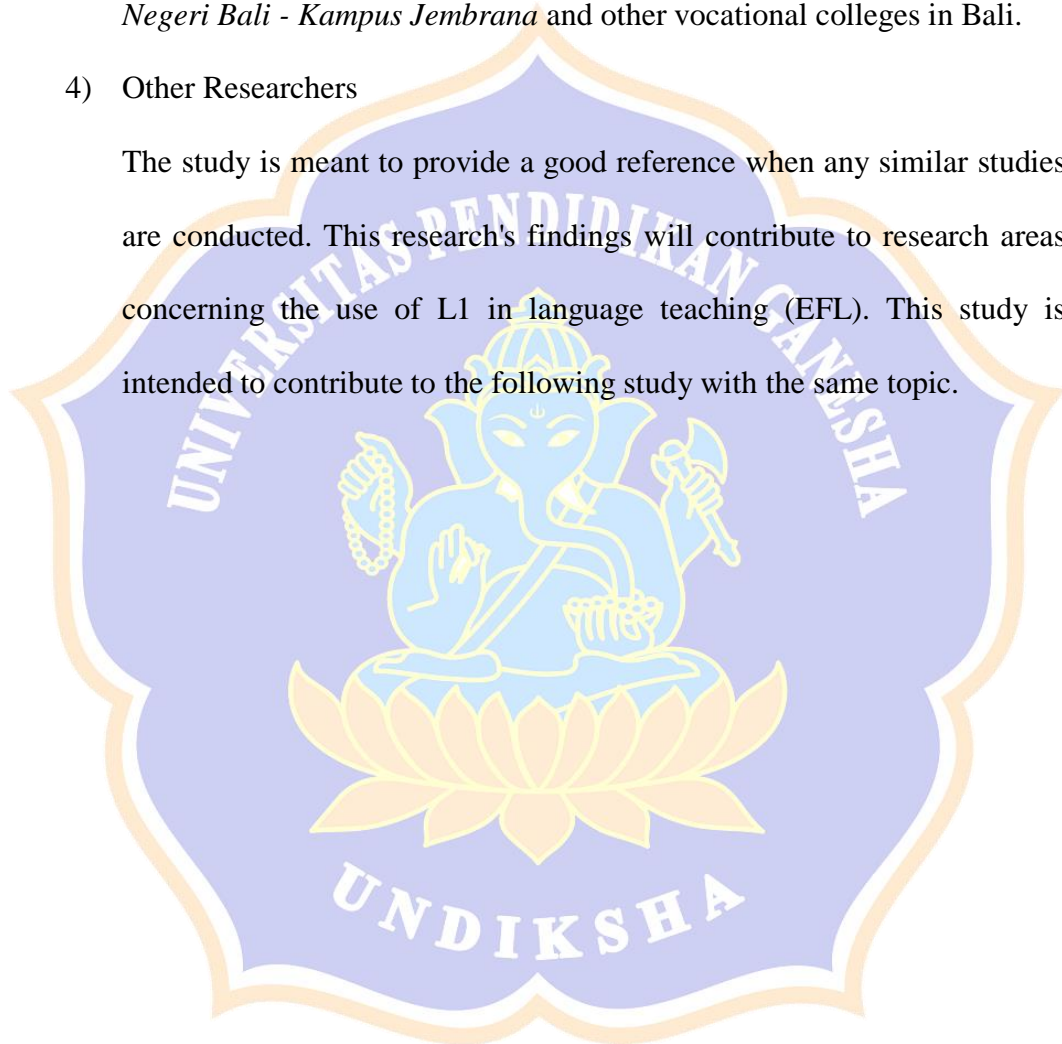 Negeri Bali - Kampus Jembrana and other vocational colleges in Bali.
4) Other Researchers
The study is meant to provide a good reference when any similar studies
are conducted. This research's findings will contribute to research areas
concerning the use of L1 in language teaching (EFL). This study is
intended to contribute to the following study with the same topic.
UNIVERSITAS PENDIDIKAN GANESHA
UNDIKSHA